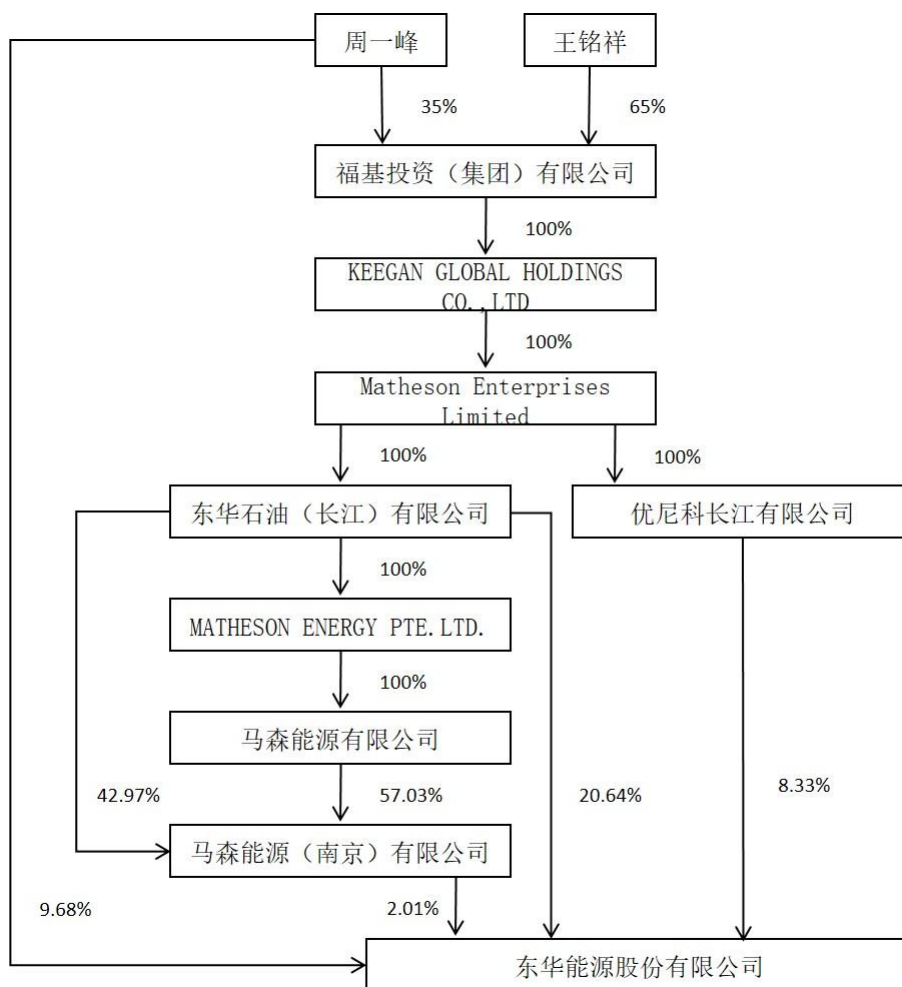 周一峰
王铭祥
35%
65%
福基投资（集团）有限公司
100%
KEEGAN GLOBAL HOLDINGS
CO.,LTD
100%
Matheson Enterprises
Limited
100%
100%
东华石油（长江）有限公司
优尼科长江有限公司
100%
MATHESON ENERGY PTE.LTD.
100%
马森能源有限公司
42.97%
57.03%
20.64%
8.33%
马森能源（南京）有限公司
9.68%
2.01%
东华能源股份有限公司